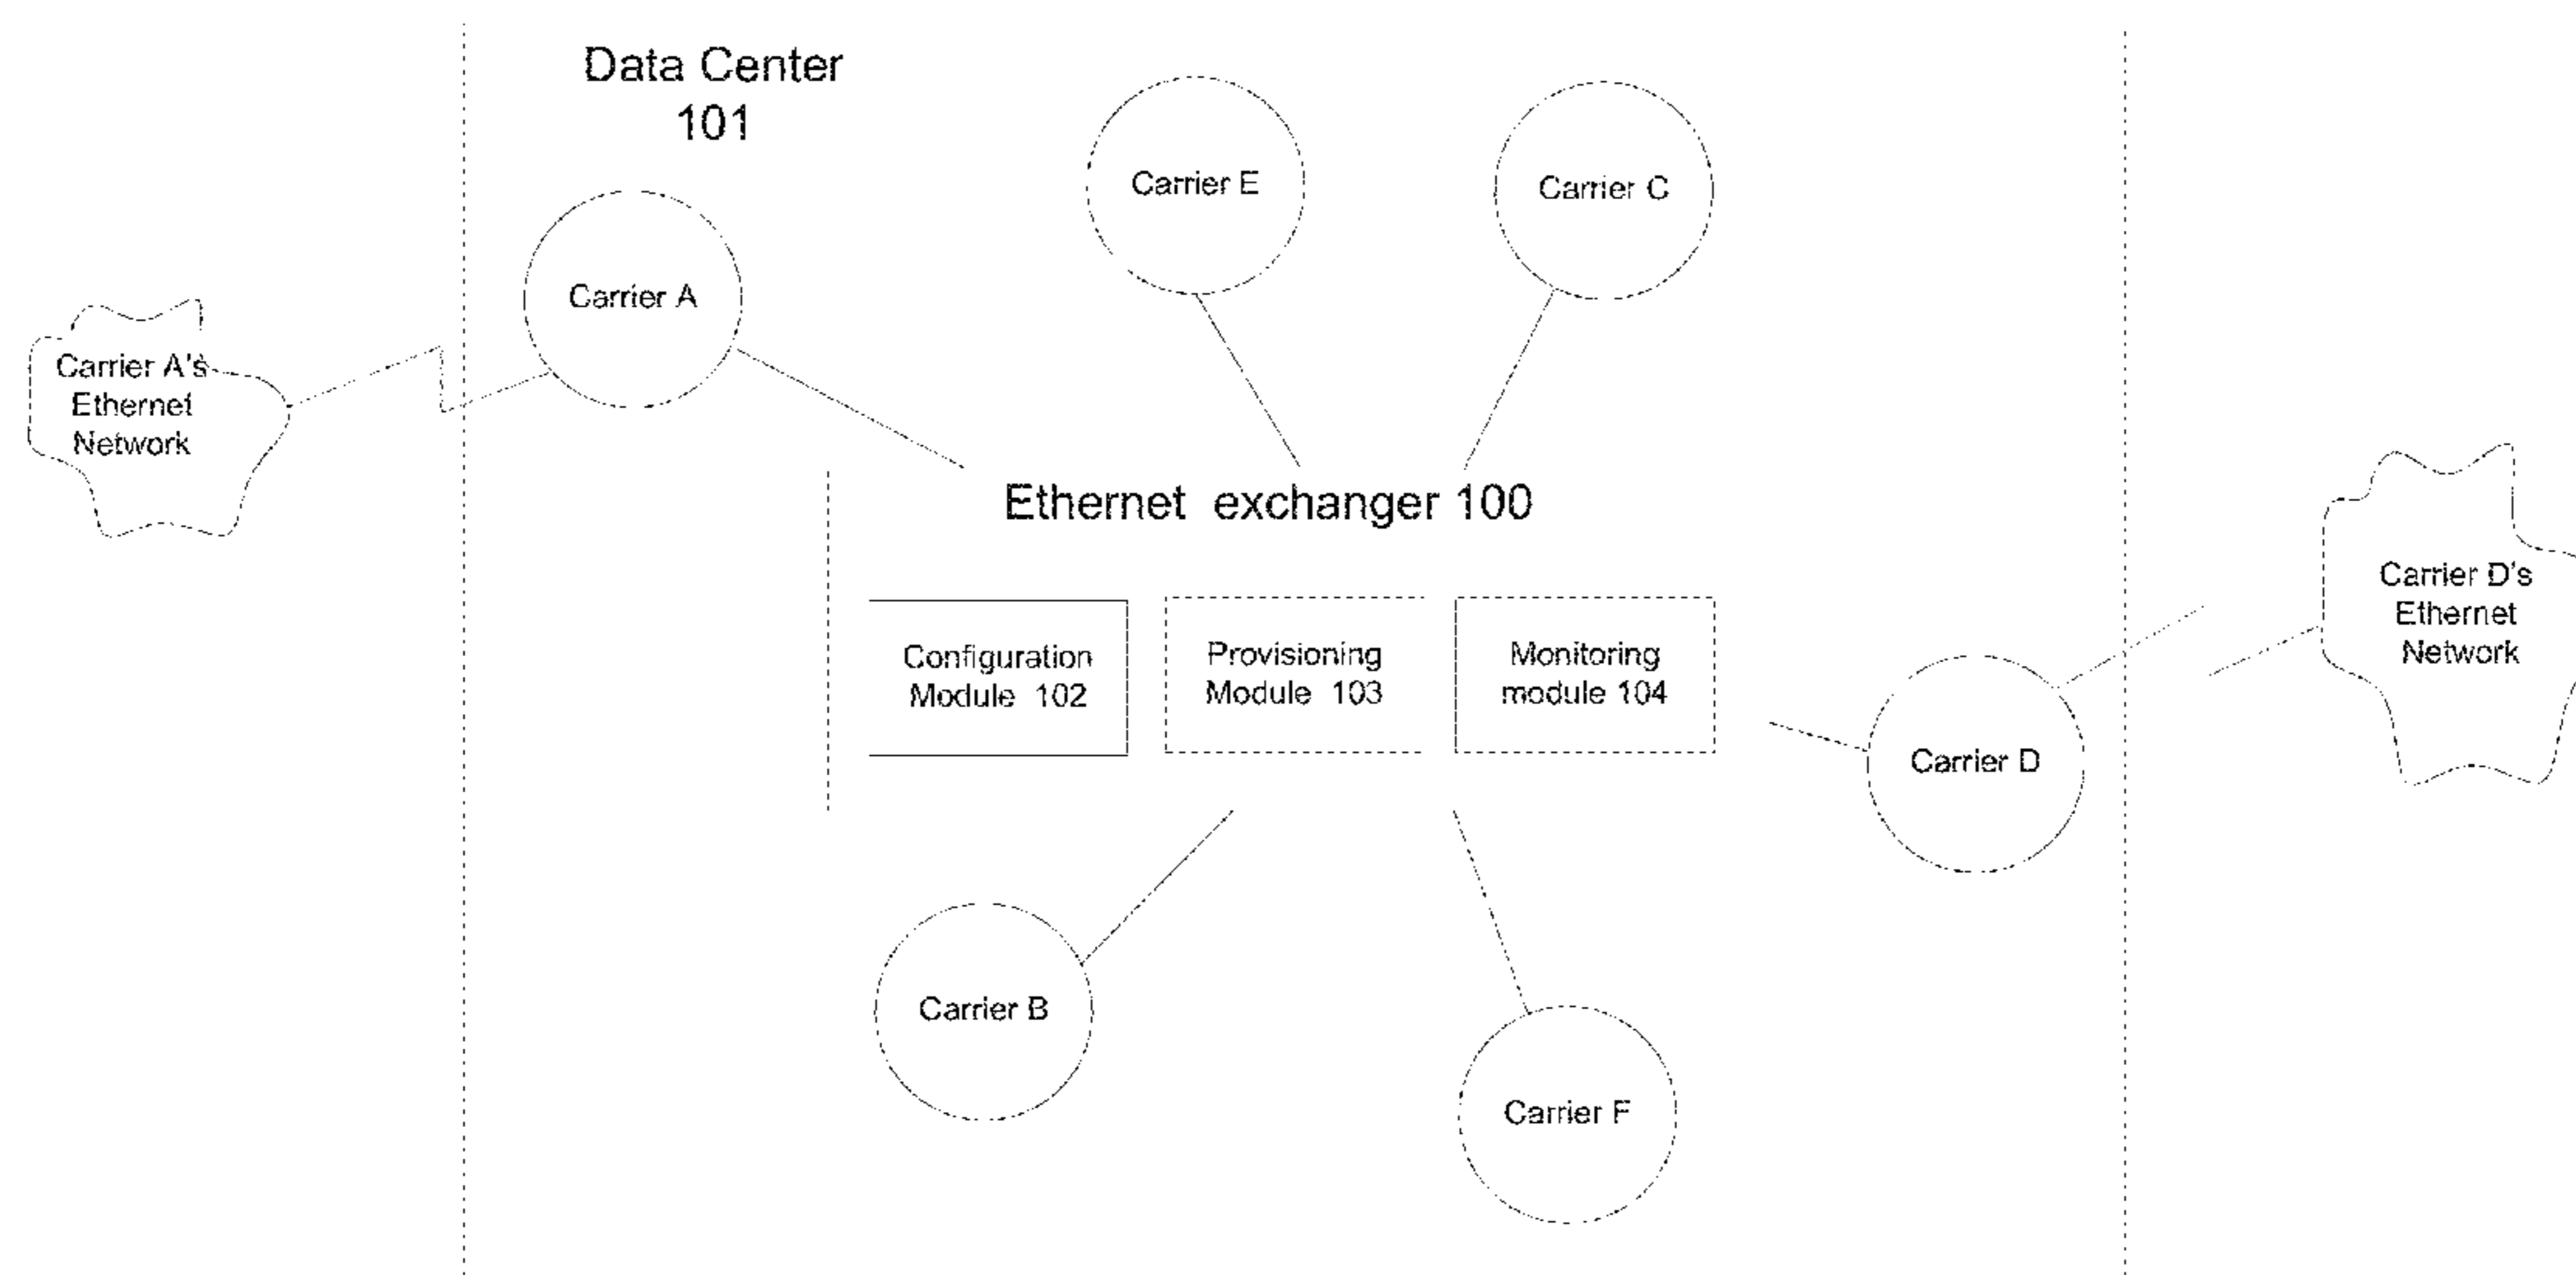 Data Center
101
Carrier E
Carrier C
Carrier A
Carrier A's
Ethernet
Network
Ethernet exchanger 100
Carrier D's
Ethernet
Network
Configuration
Module 102
Provisioning
Module 103
Monitoring
module 104
Carrier D
Carrier B
Carrier F